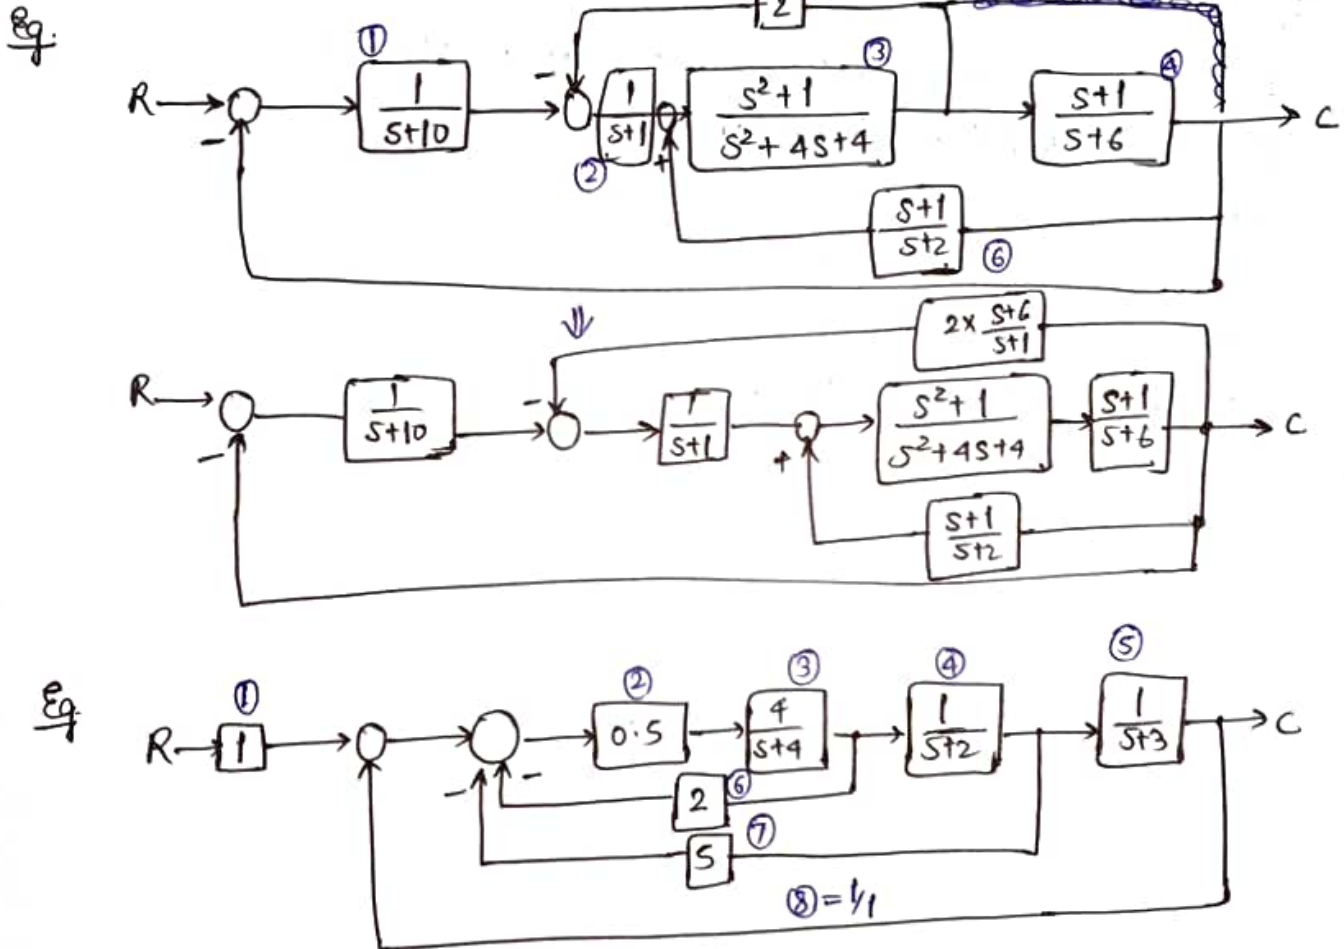 Eg.
2
① ③ ④
R → 1/(s+10) 1/(s+1) (s²+1)/(s²+4s+4) (s+1)/(s+6) → C
- -
② +
(s+1)/(s+2) ⑥
⇓
2× (s+6)/(s+1)
R → 1/(s+10) 1/(s+1) (s²+1)/(s²+4s+4) (s+1)/(s+6) → C
- - +
(s+1)/(s+2)
Eg.
① ② ③ ④ ⑤
R → 1 0.5 4/(s+4) 1/(s+2) 1/(s+3) → C
- -
2 ⑥
5 ⑦
⑧ = 1/1